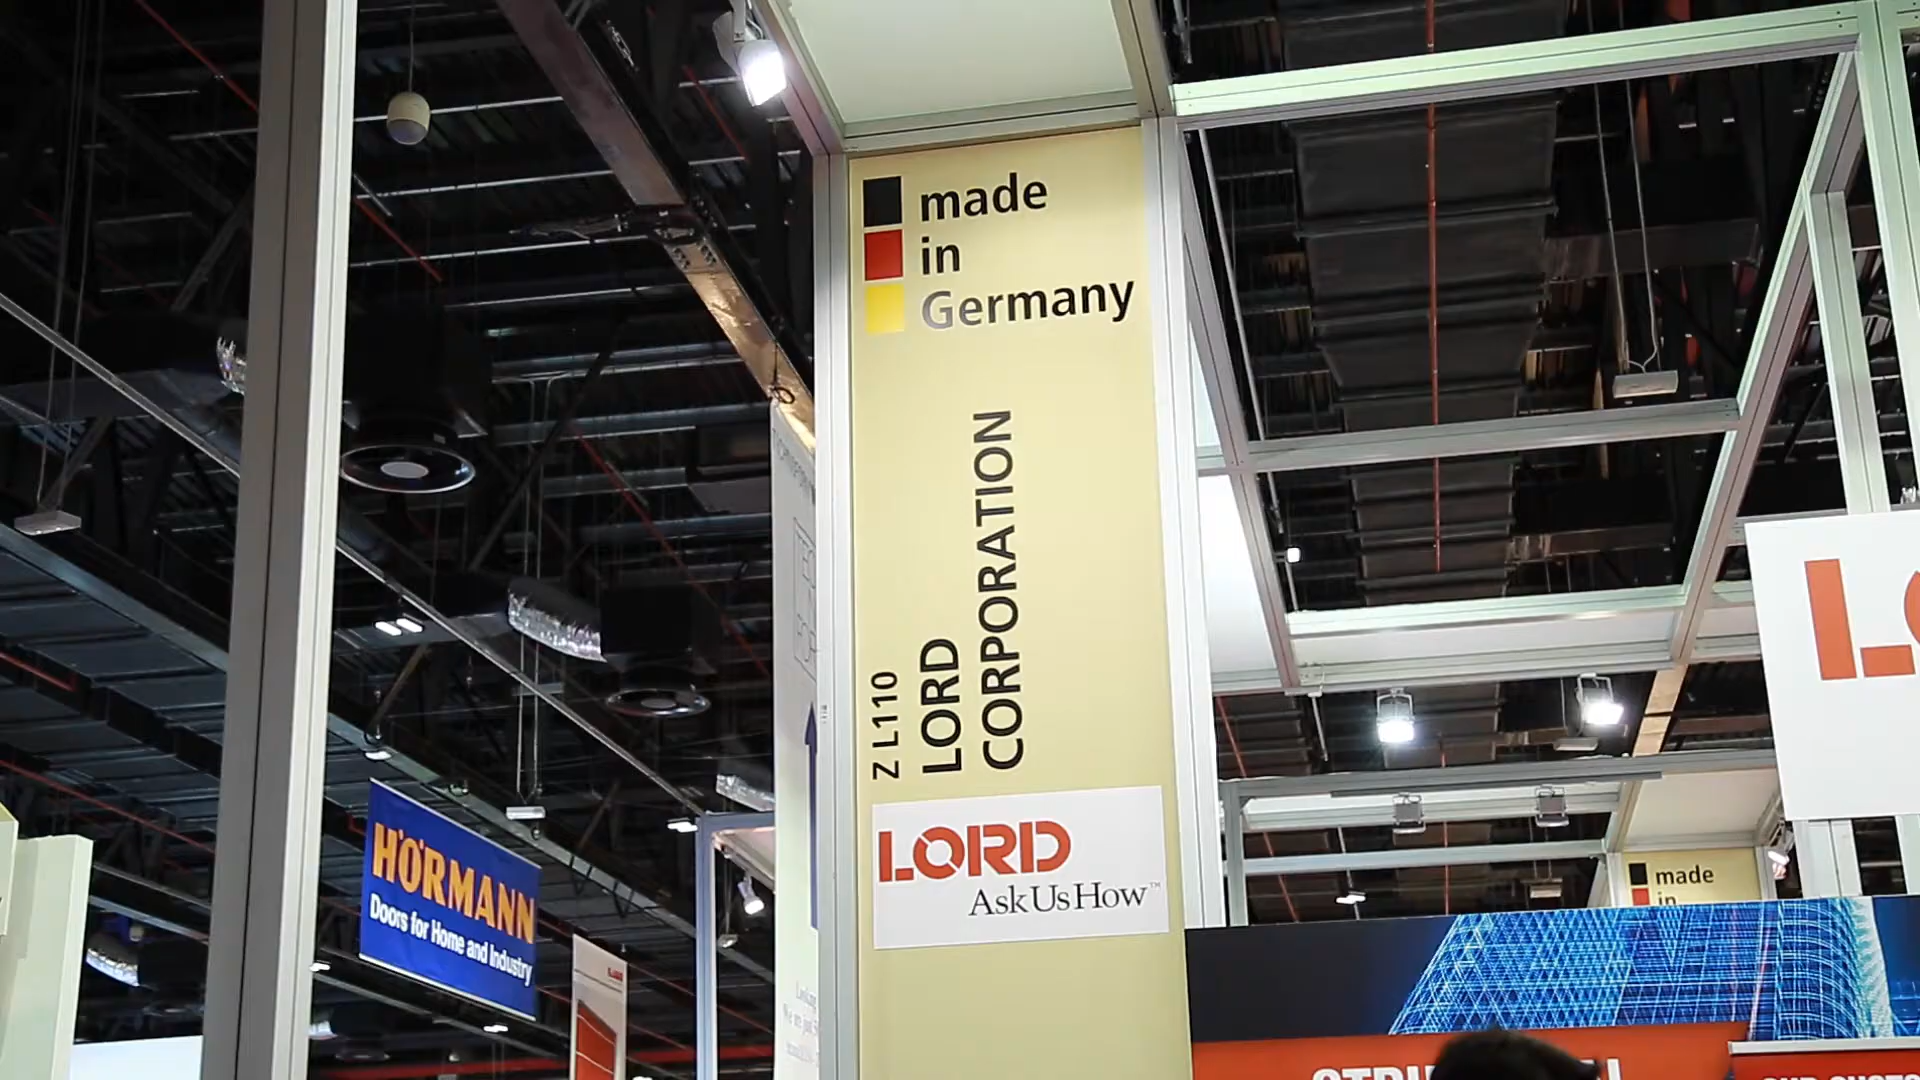 made
in
Germany
Z L110
LORD
CORPORATION
LORD
AskUsHow™
HÖRMANN
Doors for Home and Industry
made
in